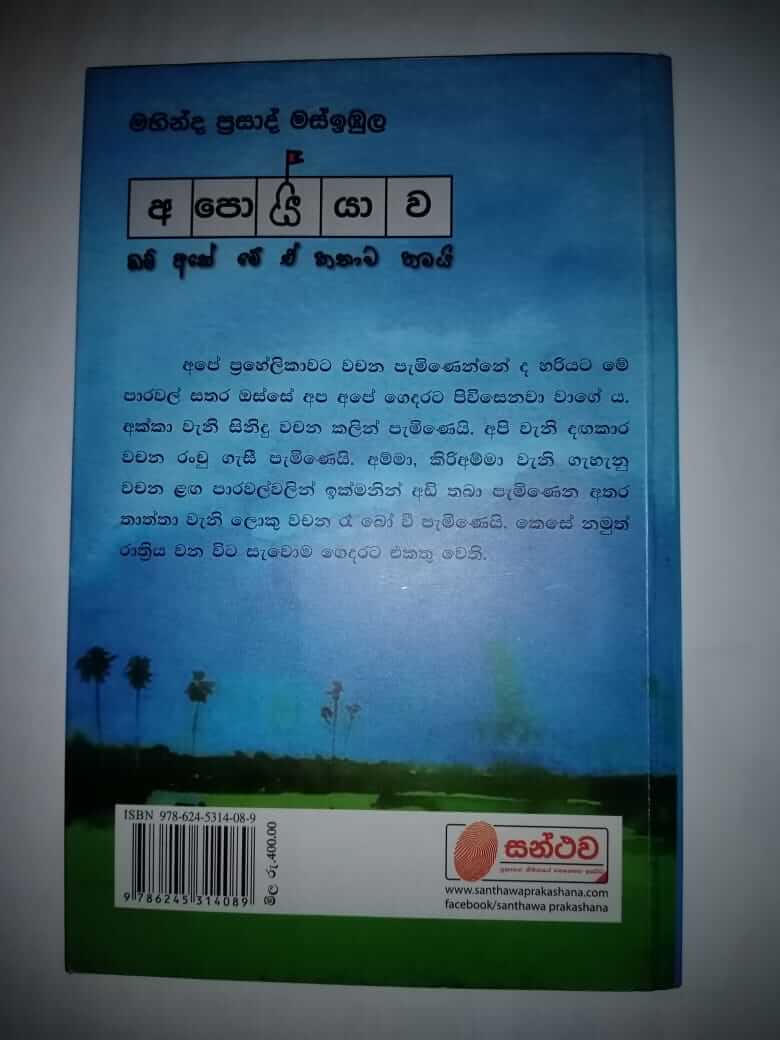 මහින්ද ප්‍රසාද් මස්ඉඹුල
අ පො ශ්‍රී යා ව
අපේ ප්‍රහේලිකාවට වචන පැමිණෙන්නේ ද හරියට මේ
පාරවල් සතර ඔස්සේ අප අපේ ගෙදරට පිවිසෙනවා වාගේ ය.
අක්කා වැනි සිනිඳු වචන කලින් පැමිණෙයි. අපි වැනි දඟකාර
වචන රංචු ගැසී පැමිණෙයි. අම්මා, කිරිඅම්මා වැනි ගැහැනු
වචන ළඟ පාරවල්වලින් ඉක්මනින් අඩි තබා පැමිණෙන අතර
තාත්තා වැනි ලොකු වචන රෑ බෝ වී පැමිණෙයි. කෙසේ නමුත්
රාත්‍රිය වන විට සැවොම ගෙදරට එකතු වෙති.
ISBN 978-624-5314-08-9
9 786245 314089
මිල රු.400.00
සන්ථව
www.santhawaprakashana.com
facebook/santhawa prakashana